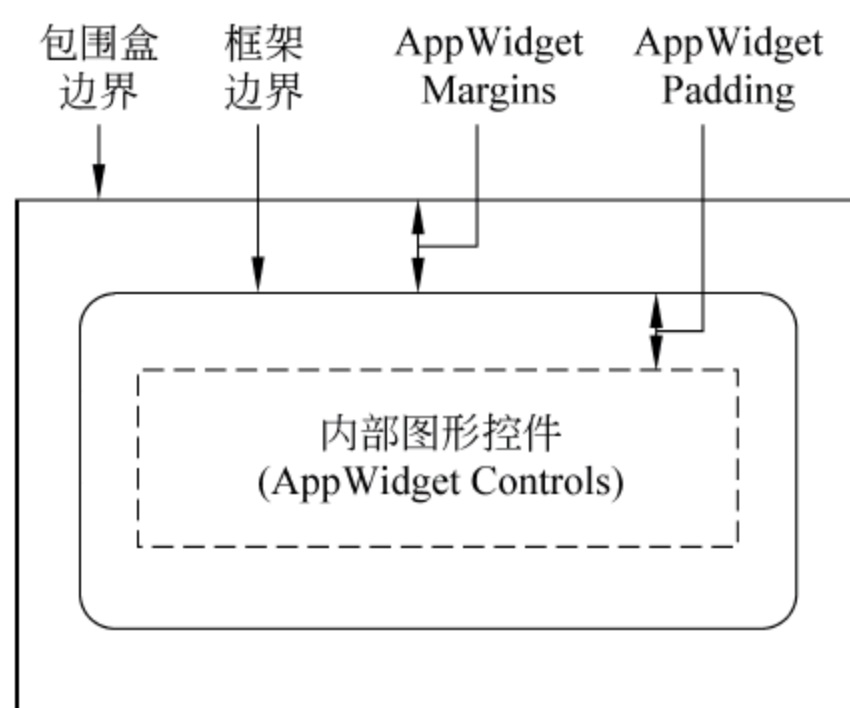 包围盒
边界
框架
边界
AppWidget
Margins
AppWidget
Padding
内部图形控件
(AppWidget Controls)